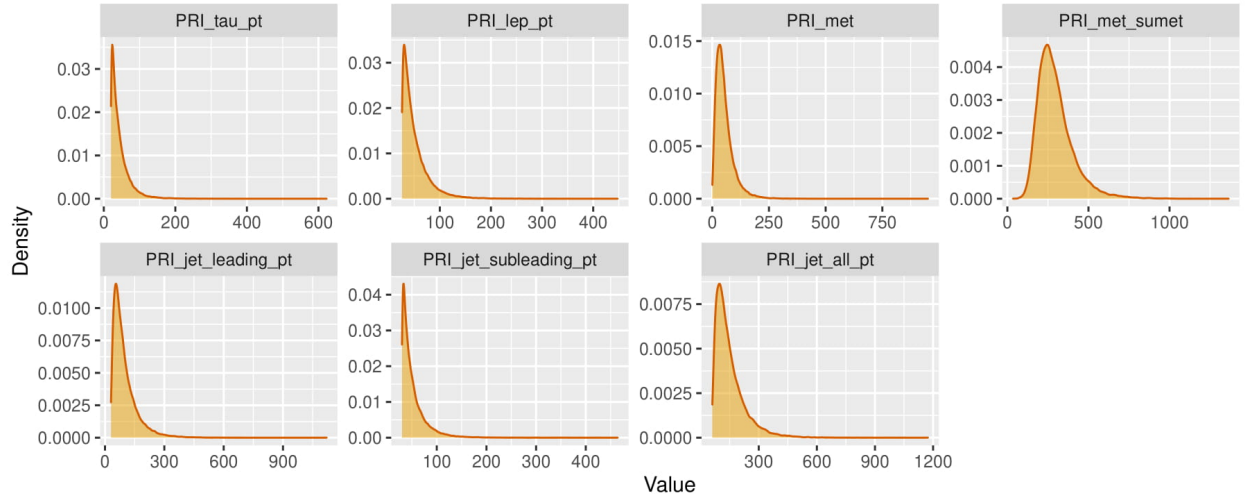 PRI_tau_pt
PRI_lep_pt
PRI_met
PRI_met_sumet
0.03
0.02
0.01
0.00
0 200 400 600
0.03
0.02
0.01
0.00
100 200 300 400
0.015
0.010
0.005
0.000
0 250 500 750
0.004
0.003
0.002
0.001
0.000
0 500 1000
Density
PRI_jet_leading_pt
PRI_jet_subleading_pt
PRI_jet_all_pt
0.0100
0.0075
0.0050
0.0025
0.0000
0 300 600 900
0.04
0.03
0.02
0.01
0.00
100 200 300 400
0.0075
0.0050
0.0025
0.0000
300 600 900 1200
Value